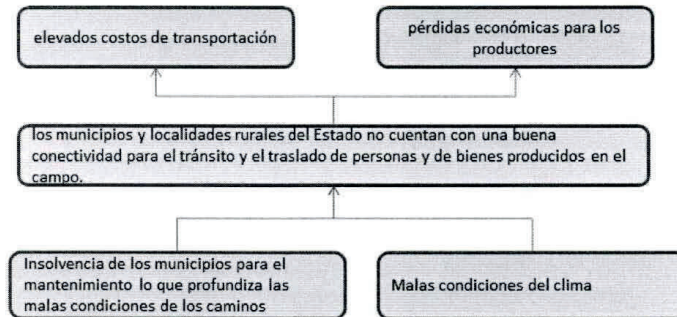 elevados costos de transportación
pérdidas económicas para los
productores
los municipios y localidades rurales del Estado no cuentan con una buena
conectividad para el tránsito y el traslado de personas y de bienes producidos en el
campo.
Insolvencia de los municipios para el
mantenimiento lo que profundiza las
malas condiciones de los caminos
Malas condiciones del clima